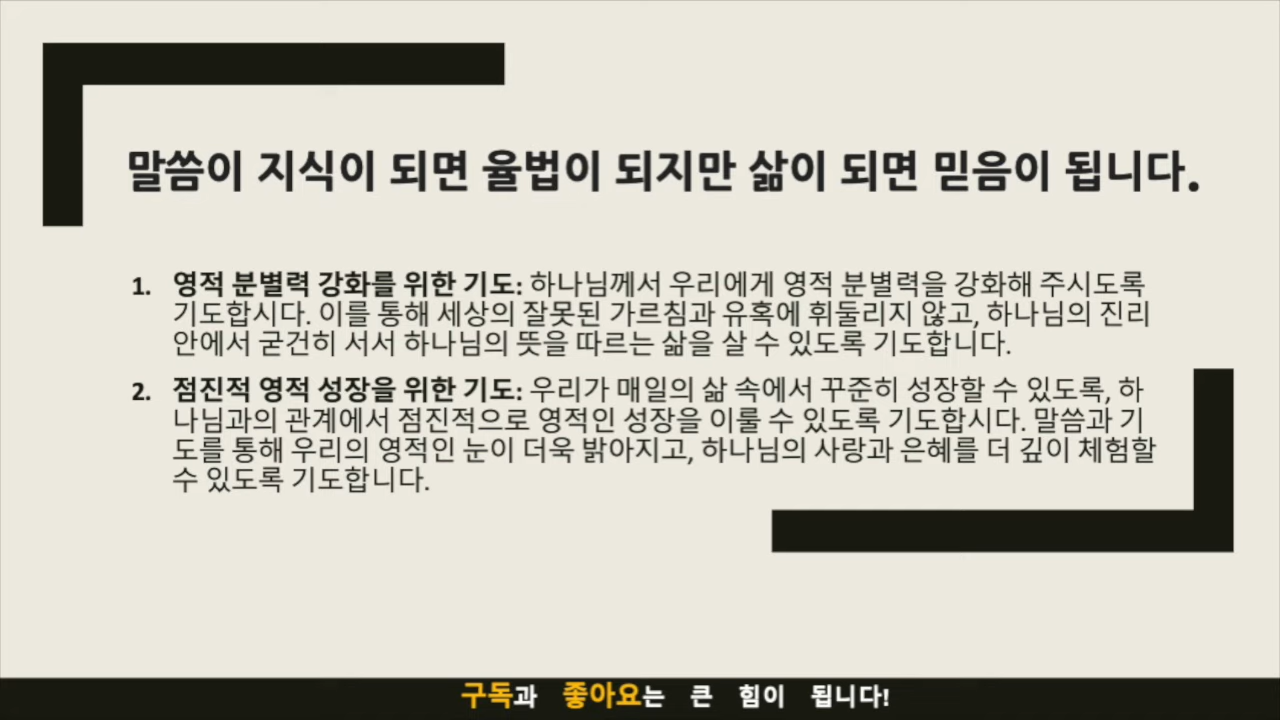 말씀이 지식이 되면 율법이 되지만 삶이 되면 믿음이 됩니다.
1. 영적 분별력 강화를 위한 기도: 하나님께서 우리에게 영적 분별력을 강화해 주시도록
기도합시다. 이를 통해 세상의 잘못된 가르침과 유혹에 휘둘리지 않고, 하나님의 진리
안에서 굳건히 서서 하나님의 뜻을 따르는 삶을 살 수 있도록 기도합니다.
2. 점진적 영적 성장을 위한 기도: 우리가 매일의 삶 속에서 꾸준히 성장할 수 있도록, 하
나님과의 관계에서 점진적으로 영적인 성장을 이룰 수 있도록 기도합시다. 말씀과 기
도를 통해 우리의 영적인 눈이 더욱 밝아지고, 하나님의 사랑과 은혜를 더 깊이 체험할
수 있도록 기도합니다.
구독과 좋아요는 큰 힘이 됩니다!